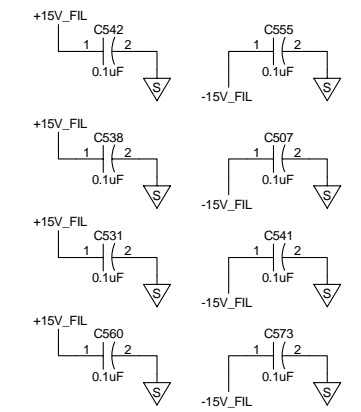 +15V_FIL
C542
1 2
0.1uF
S
C555
1 2
0.1uF
S
-15V_FIL
+15V_FIL
C538
1 2
0.1uF
S
C507
1 2
0.1uF
S
-15V_FIL
+15V_FIL
C531
1 2
0.1uF
S
C541
1 2
0.1uF
S
-15V_FIL
+15V_FIL
C560
1 2
0.1uF
S
C573
1 2
0.1uF
S
-15V_FIL